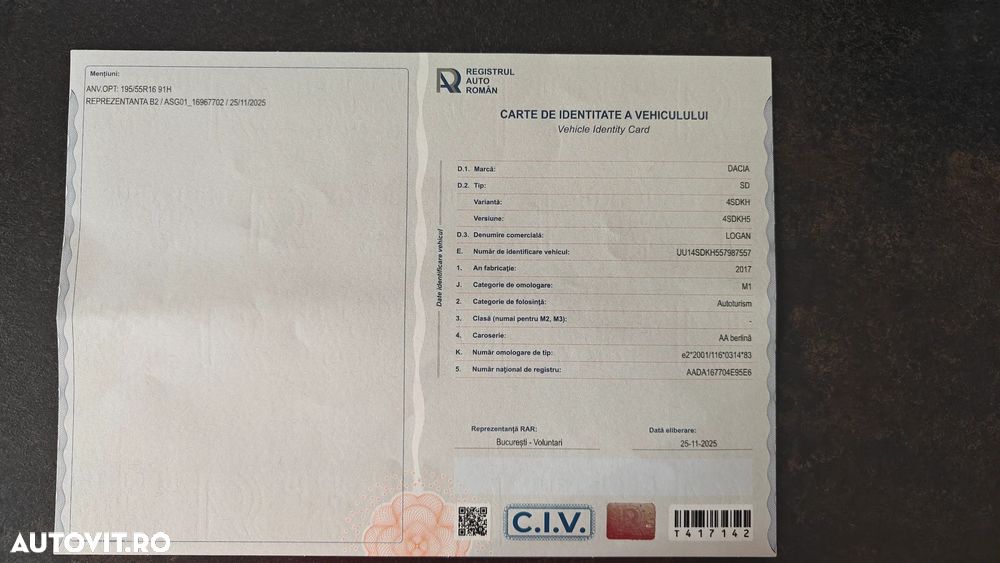 Mențiuni:
ANV.OPT: 195/55R16 91H
REPREZENTANTA B2 / ASG01_16967702 / 25/11/2025
REGISTRUL
AUTO
ROMÂN
CARTE DE IDENTITATE A VEHICULULUI
Vehicle Identity Card
Date identificare vehicul
D.1. Marcă: DACIA
D.2. Tip: SD
Variantă: 4SDKH
Versiune: 4SDKH5
D.3. Denumire comercială: LOGAN
E. Număr de identificare vehicul: UU14SDKH557987557
1. An fabricație: 2017
J. Categorie de omologare: M1
2. Categorie de folosință: Autoturism
3. Clasă (numai pentru M2, M3): -
4. Caroserie: AA berlină
K. Număr omologare de tip: e2*2001/116*0314*83
5. Număr național de registru: AADA167704E95E6
Reprezentanță RAR: Dată eliberare:
București - Voluntari 25-11-2025
C.I.V.
T417142
AUTOVIT.RO